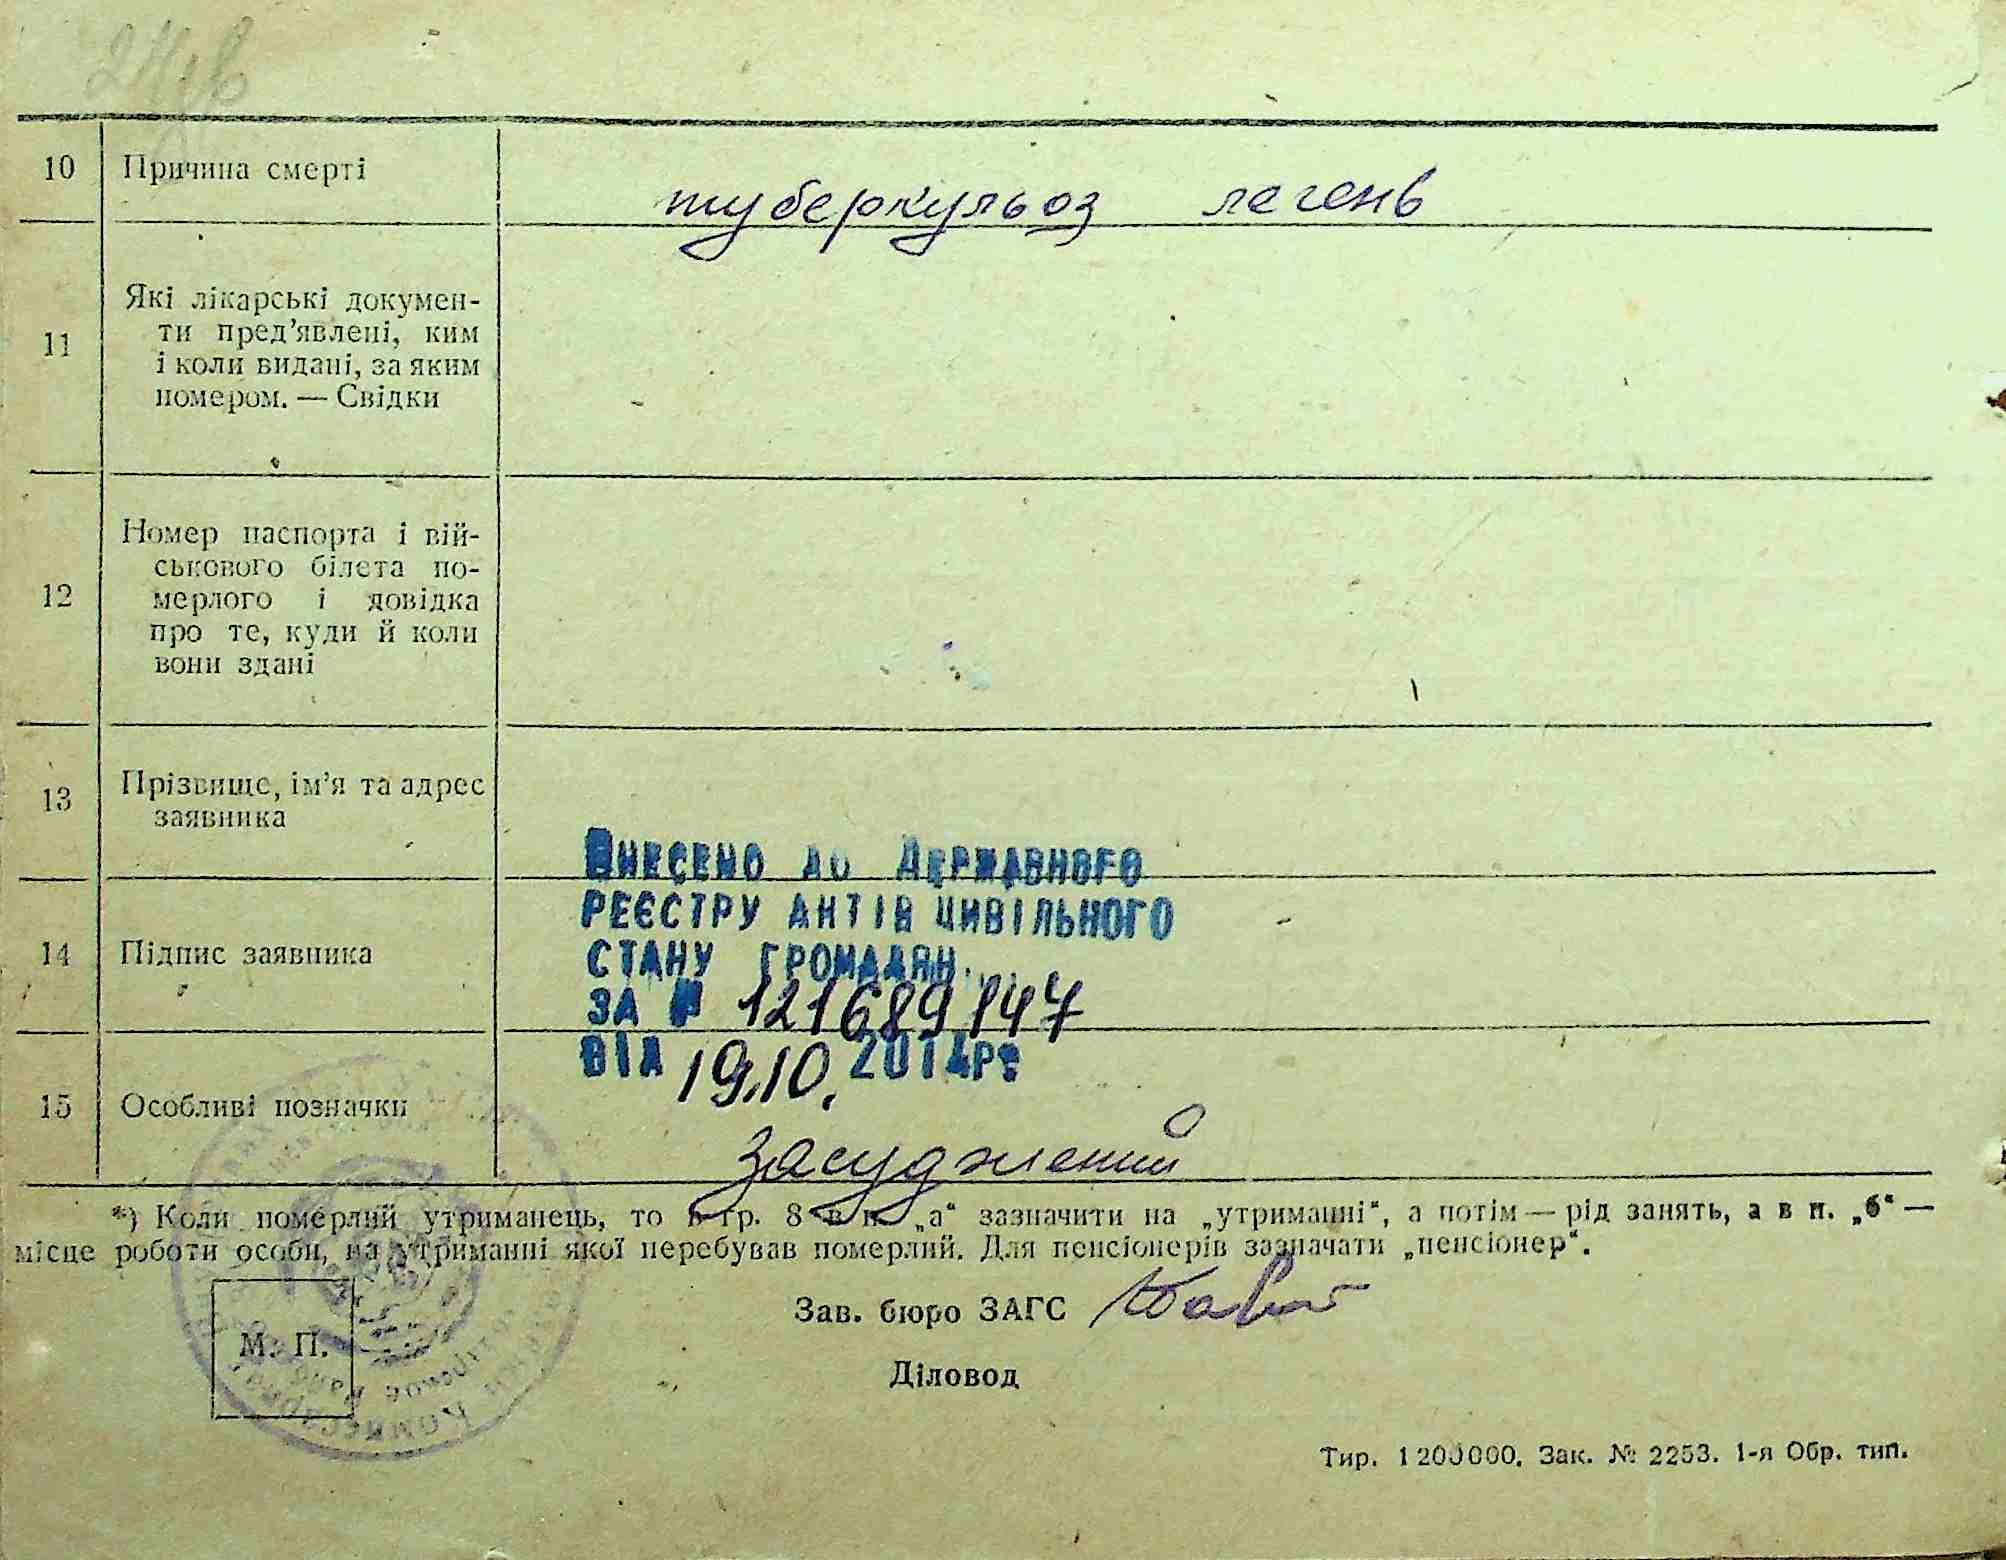 10 Причина смерті туберкульоз легень
11 Які лікарські докумен-
ти пред’явлені, ким
і коли видані, за яким
номером. — Свідки
12 Номер паспорта і вій-
ськового білета по-
мерлого і довідка
про те, куди й коли
вони здані
13 Прізвище, ім’я та адрес
заявника
ВНЕСЕНО ДО ДЕРЖАВНОГО
РЕЄСТРУ АКТІВ ЦИВІЛЬНОГО
14 Підпис заявника
СТАНУ ГРОМАДЯН.
ЗА № 121689147
ВІД 19.10. 2014р.
15 Особливі позначки
засуджений
*) Коли померлий утриманець, то в гр. 8 в п. „а“ зазначити на „утриманні“, а потім — рід занять, а в п. „б“ —
місце роботи особи, на утриманні якої перебував померлий. Для пенсіонерів зазначати „пенсіонер“.
Зав. бюро ЗАГС
М. П.
Діловод
Тир. 1200000. Зак. № 2253. 1-я Обр. тип.